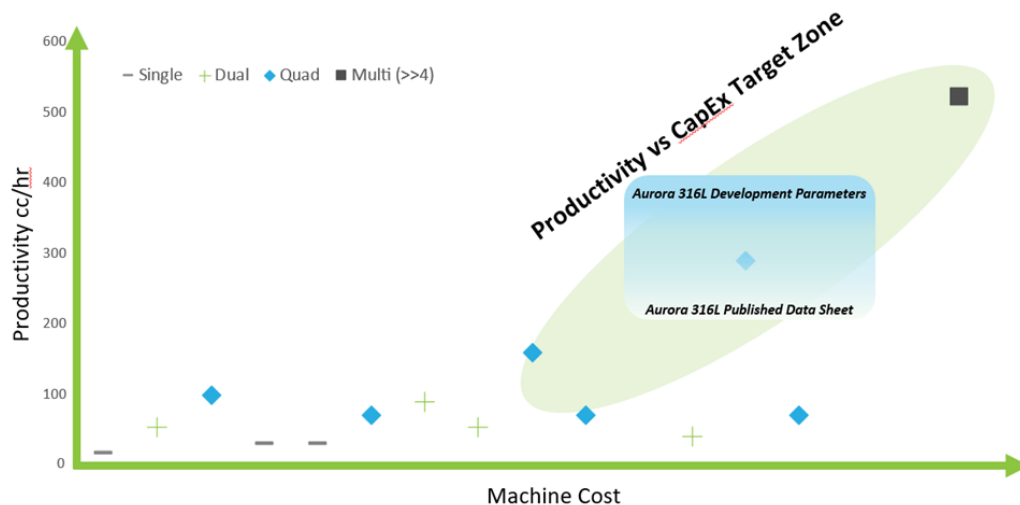 600
500
400
300
200
100
0
Productivity cc/hr
Single
Dual
Quad
Multi (>>4)
Productivity vs CapEx Target Zone
Aurora 316L Development Parameters
Aurora 316L Published Data Sheet
Machine Cost